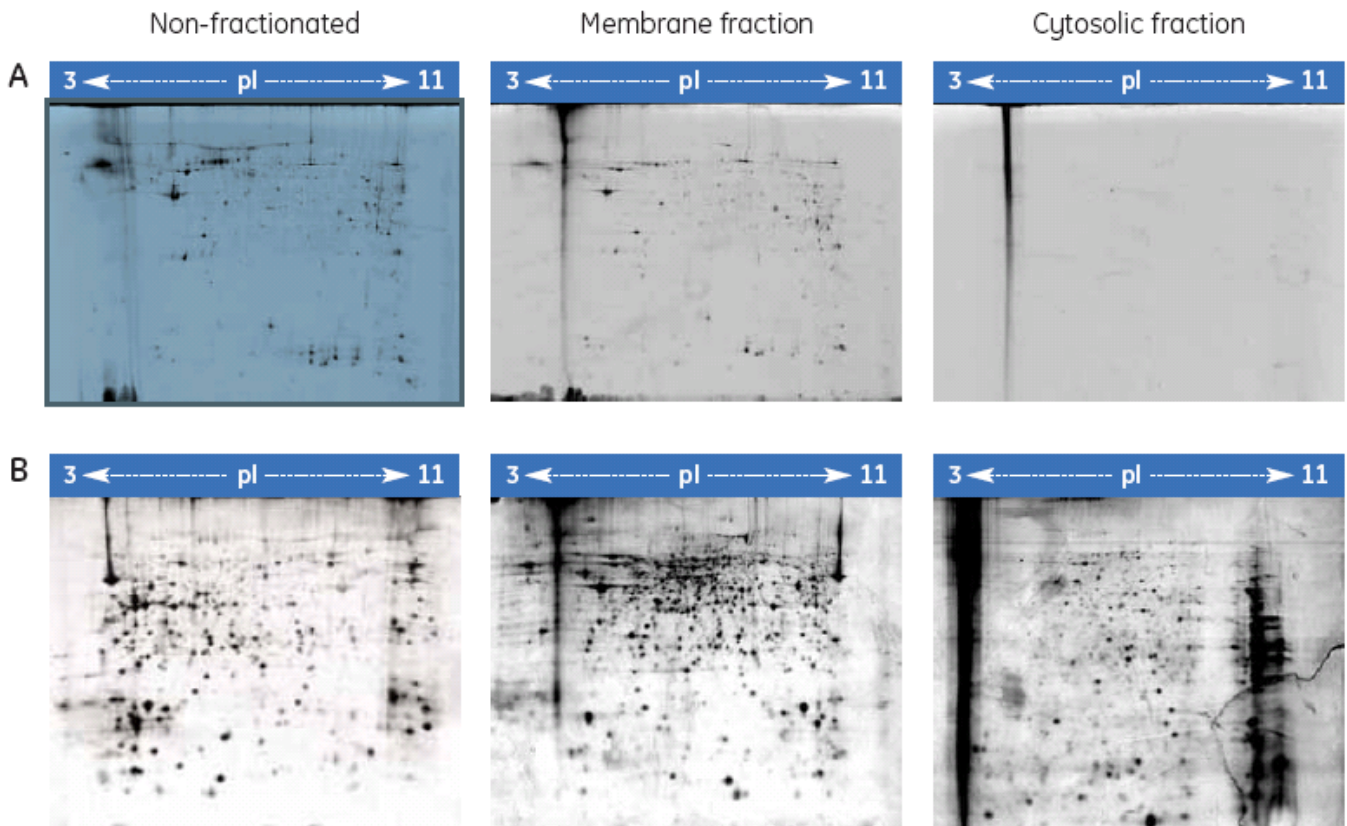 Non-fractionated Membrane fraction Cytosolic fraction
A
3 pI 11 3 pI 11 3 pI 11
B
3 pI 11 3 pI 11 3 pI 11